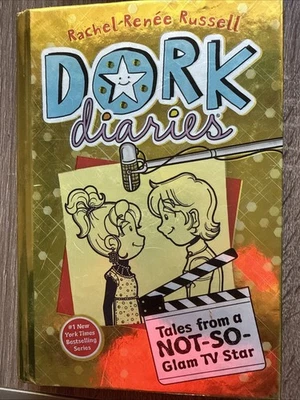 Rachel Renée Russell
DORK
diaries
#1 New
York Times
Bestselling
Series
Tales from a
NOT-SO-
Glam TV Star